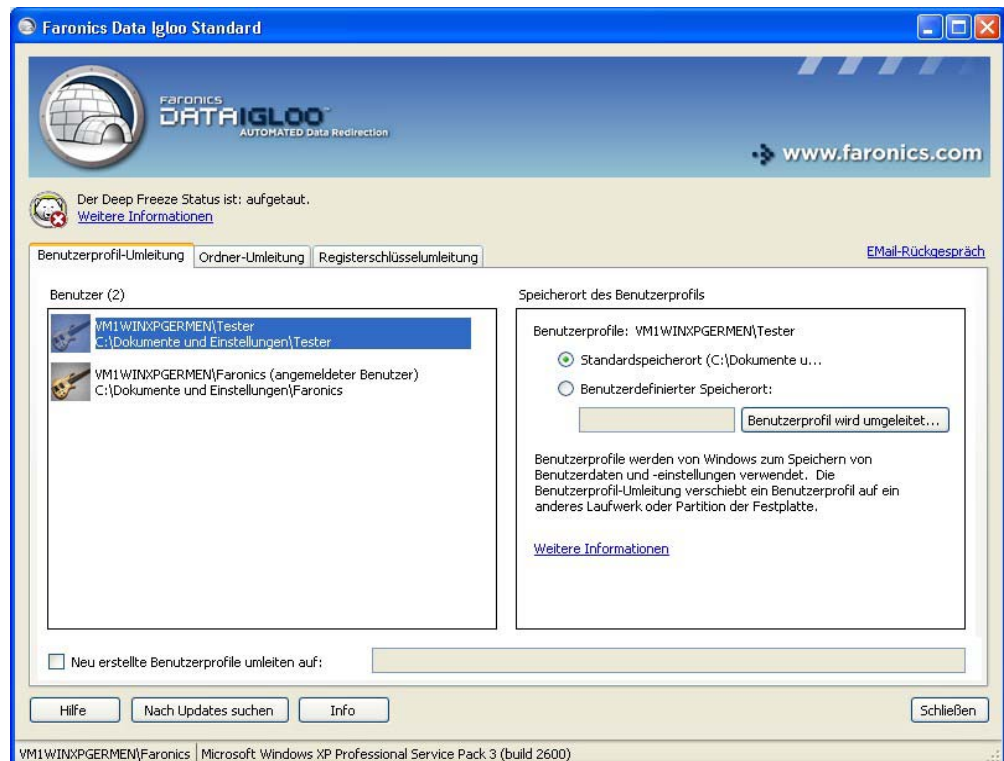 Faronics Data Igloo Standard
FARONICS
DATAIGLOO™
AUTOMATED Data Redirection
www.faronics.com
Der Deep Freeze Status ist: aufgetaut.
Weitere Informationen
Benutzerprofil-Umleitung
Ordner-Umleitung
Registerschlüsselumleitung
EMail-Rückgespräch
Benutzer (2)
VM1WINXPGERMEN\Tester
C:\Dokumente und Einstellungen\Tester
VM1WINXPGERMEN\Faronics (angemeldeter Benutzer)
C:\Dokumente und Einstellungen\Faronics
Speicherort des Benutzerprofils
Benutzerprofile: VM1WINXPGERMEN\Tester
Standardspeicherort (C:\Dokumente u...
Benutzerdefinierter Speicherort:
Benutzerprofil wird umgeleitet...
Benutzerprofile werden von Windows zum Speichern von
Benutzerdaten und -einstellungen verwendet. Die
Benutzerprofil-Umleitung verschiebt ein Benutzerprofil auf ein
anderes Laufwerk oder Partition der Festplatte.
Weitere Informationen
Neu erstellte Benutzerprofile umleiten auf:
Hilfe
Nach Updates suchen
Info
Schließen
VM1WINXPGERMEN\Faronics
Microsoft Windows XP Professional Service Pack 3 (build 2600)